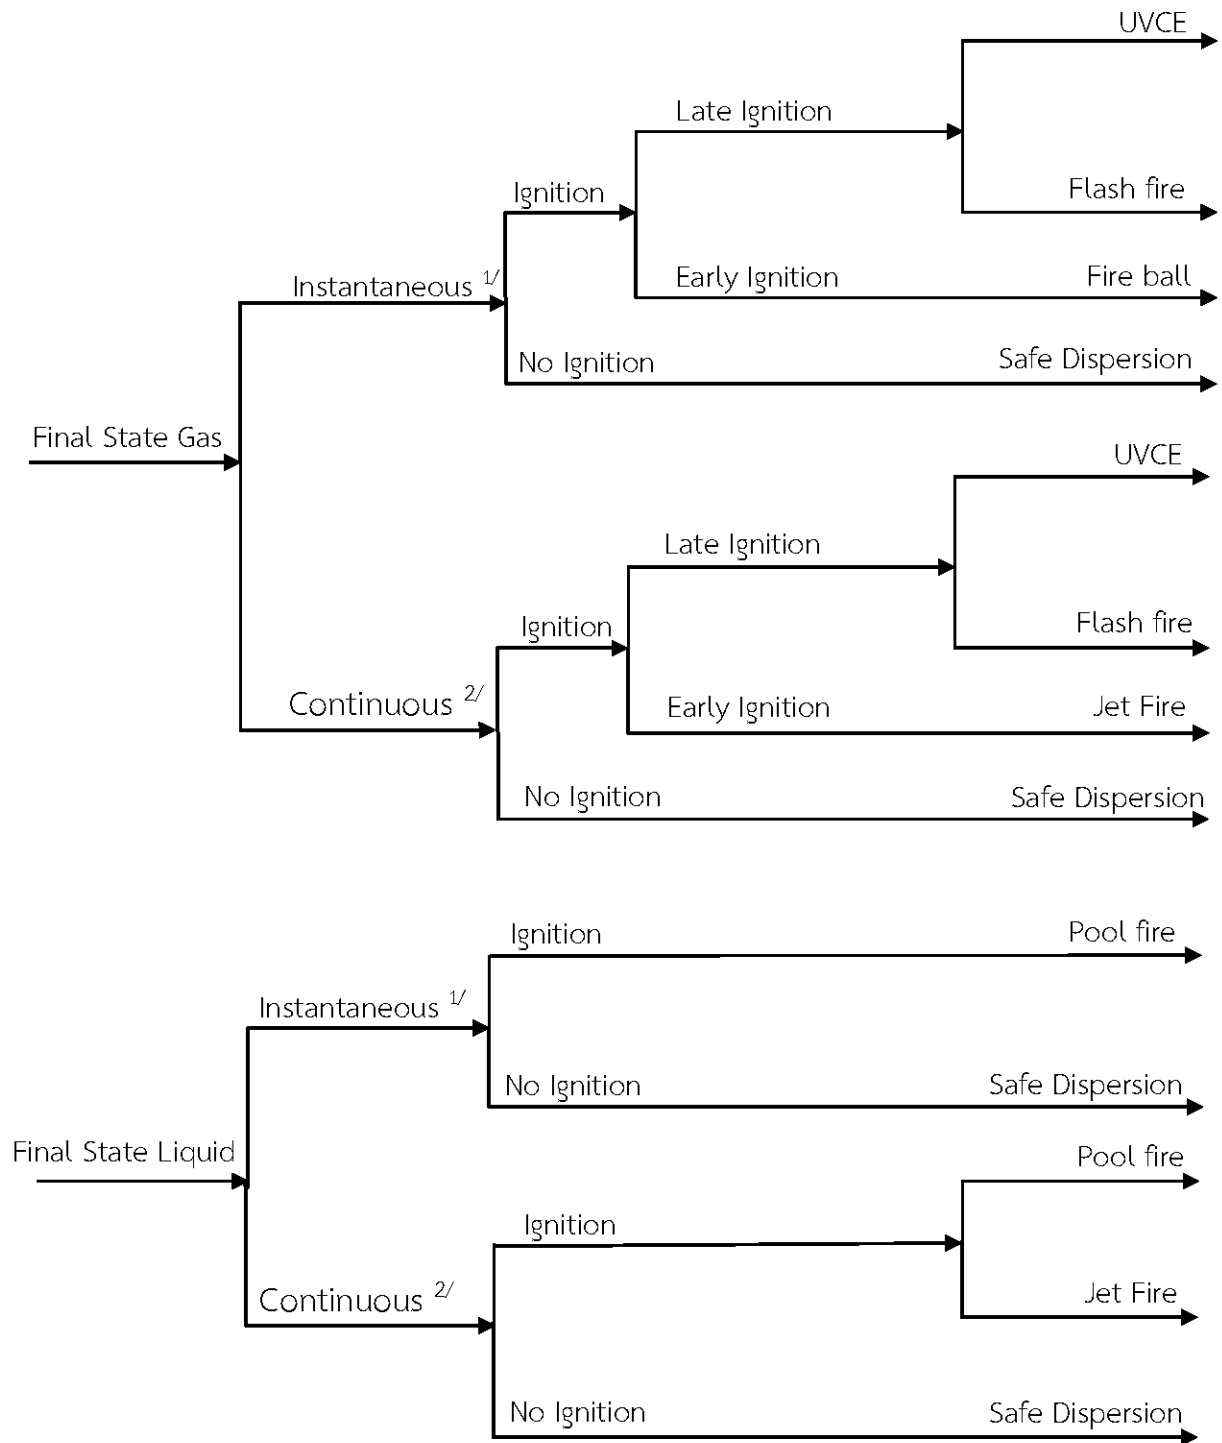 UVCE
Late Ignition
Flash fire
Ignition
Early Ignition
Fire ball
Instantaneous 1/
No Ignition
Safe Dispersion
Final State Gas
UVCE
Late Ignition
Flash fire
Ignition
Continuous 2/
Early Ignition
Jet Fire
No Ignition
Safe Dispersion
Ignition
Pool fire
Instantaneous 1/
No Ignition
Safe Dispersion
Final State Liquid
Pool fire
Ignition
Continuous 2/
Jet Fire
No Ignition
Safe Dispersion